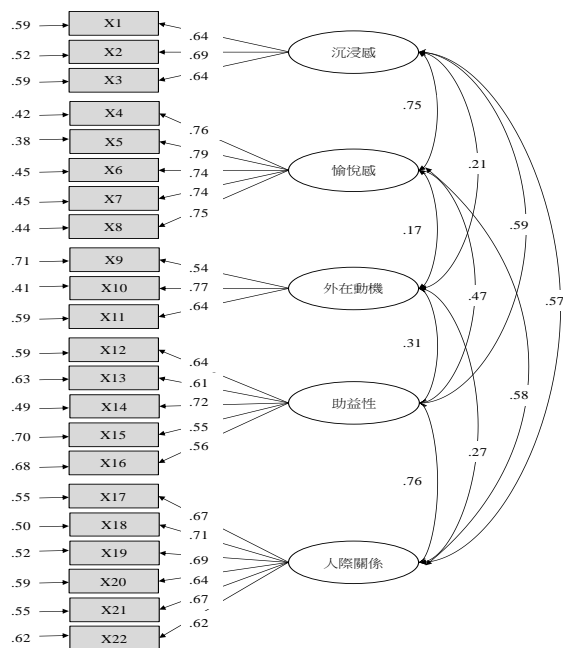 .59 X1 .64
.52 X2 .69 沉浸感
.59 X3 .64
.75
.42 X4 .76
.38 X5 .79
.21
.45 X6 .74 愉悅感
.45 X7 .74
.44 X8 .75
.59
.17
.71 X9 .54
.41 X10 .77 外在動機
.47 .57
.59 X11 .64
.31
.59 X12 .64
.63 X13 .61
.58
.49 X14 .72 助益性
.70 X15 .55
.27
.68 X16 .56
.76
.55 X17 .67
.50 X18 .71
.52 X19 .69 人際關係
.59 X20 .64
.55 X21 .67
.62 X22 .62